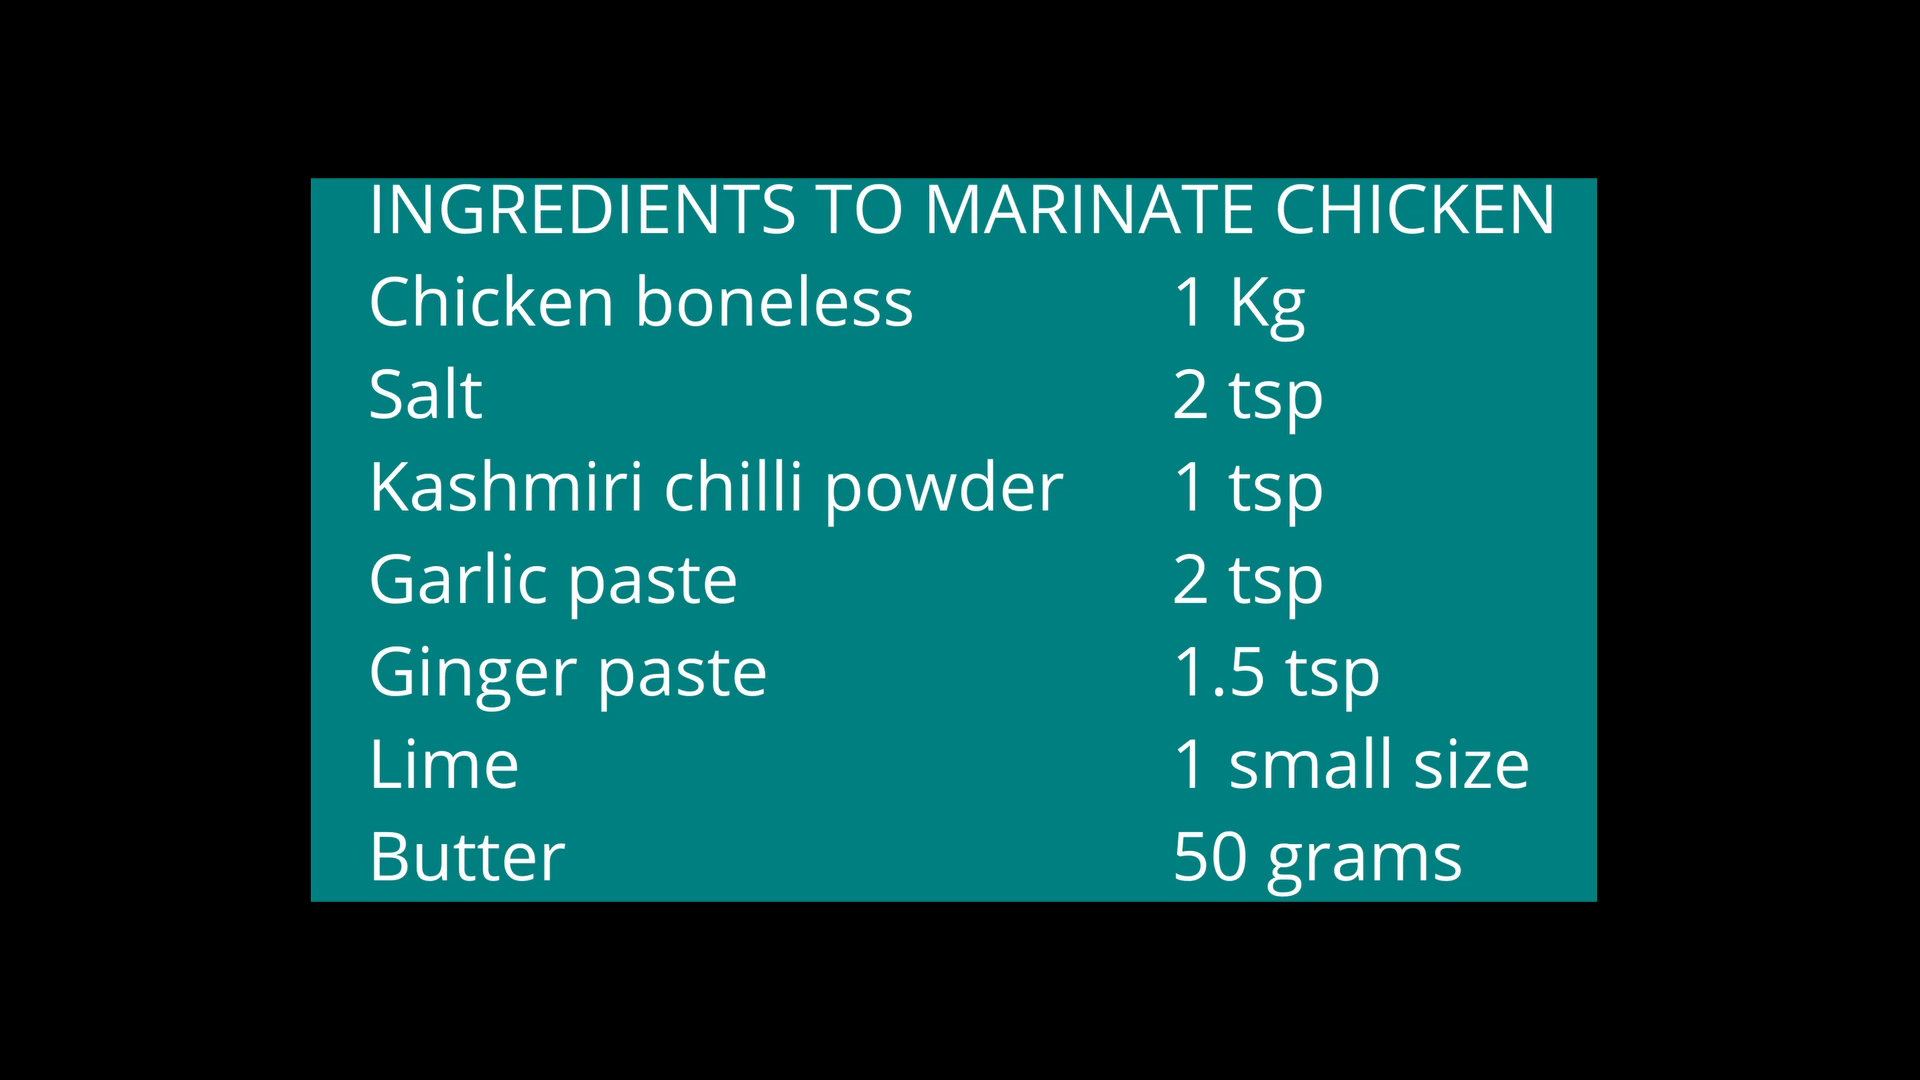 INGREDIENTS TO MARINATE CHICKEN
Chicken boneless 1 Kg
Salt 2 tsp
Kashmiri chilli powder 1 tsp
Garlic paste 2 tsp
Ginger paste 1.5 tsp
Lime 1 small size
Butter 50 grams